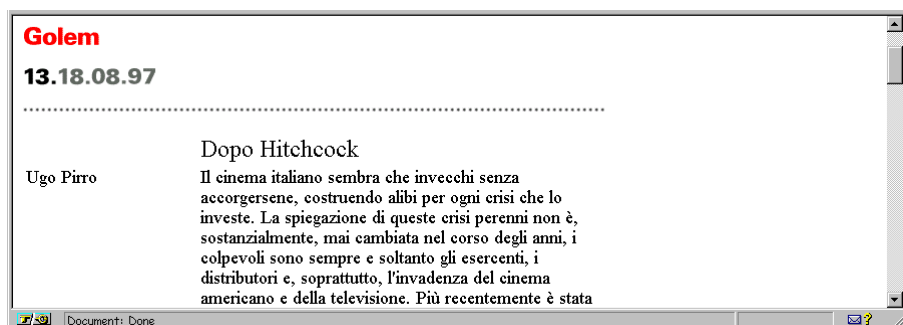 Golem
13.18.08.97
Dopo Hitchcock
Ugo Pirro
Il cinema italiano sembra che invecchi senza
accorgersene, costruendo alibi per ogni crisi che lo
investe. La spiegazione di queste crisi perenni non è,
sostanzialmente, mai cambiata nel corso degli anni, i
colpevoli sono sempre e soltanto gli esercenti, i
distributori e, soprattutto, l'invadenza del cinema
americano e della televisione. Più recentemente è stata
Document: Done